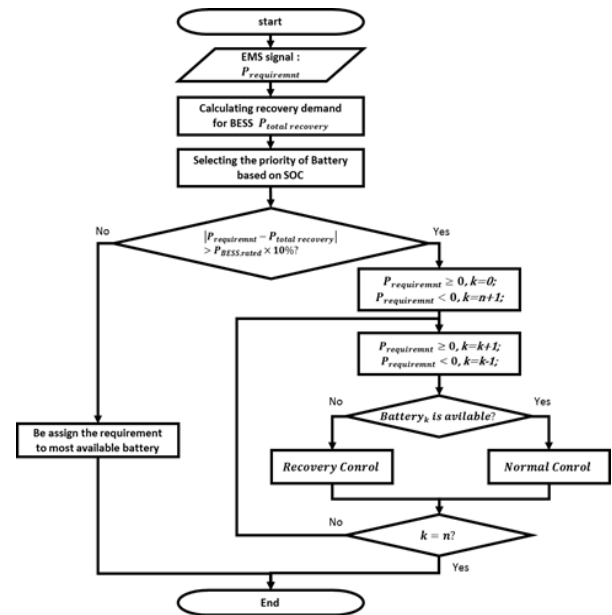 start
EMS signal :
P_requiremnt
Calculating recovery demand
for BESS P_total recovery
Selecting the priority of Battery
based on SOC
No
Yes
|P_requiremnt − P_total recovery|
> P_BESS,rated × 10%?
P_requiremnt ≥ 0, k=0;
P_requiremnt < 0, k=n+1;
P_requiremnt ≥ 0, k=k+1;
P_requiremnt < 0, k=k-1;
No
Yes
Battery_k is avilable?
Be assign the requirement
to most available battery
Recovery Conrol
Normal Conrol
No
k = n?
Yes
End